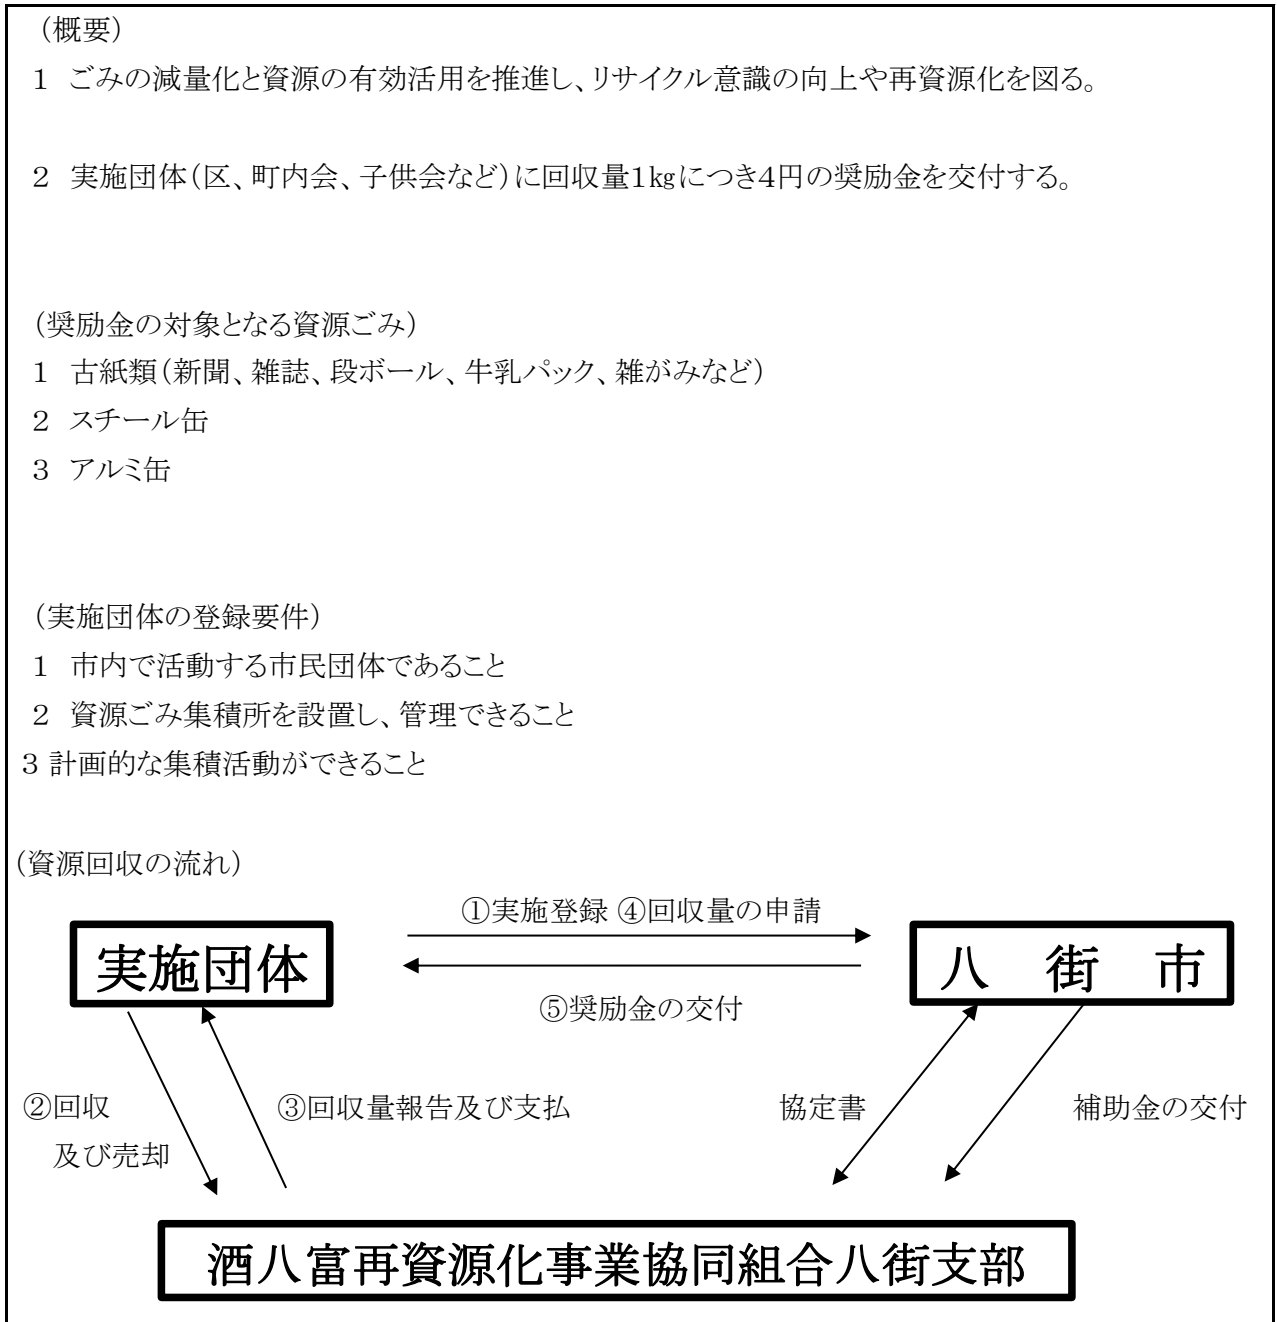 （概要）
１　ごみの減量化と資源の有効活用を推進し、リサイクル意識の向上や再資源化を図る。
２　実施団体（区、町内会、子供会など）に回収量１㎏につき４円の奨励金を交付する。
（奨励金の対象となる資源ごみ）
１　古紙類（新聞、雑誌、段ボール、牛乳パック、雑がみなど）
２　スチール缶
３　アルミ缶
（実施団体の登録要件）
１　市内で活動する市民団体であること
２　資源ごみ集積所を設置し、管理できること
３ 計画的な集積活動ができること
（資源回収の流れ）
①実施登録 ④回収量の申請
実施団体
八　街　市
⑤奨励金の交付
②回収
及び売却
③回収量報告及び支払
協定書
補助金の交付
酒八富再資源化事業協同組合八街支部